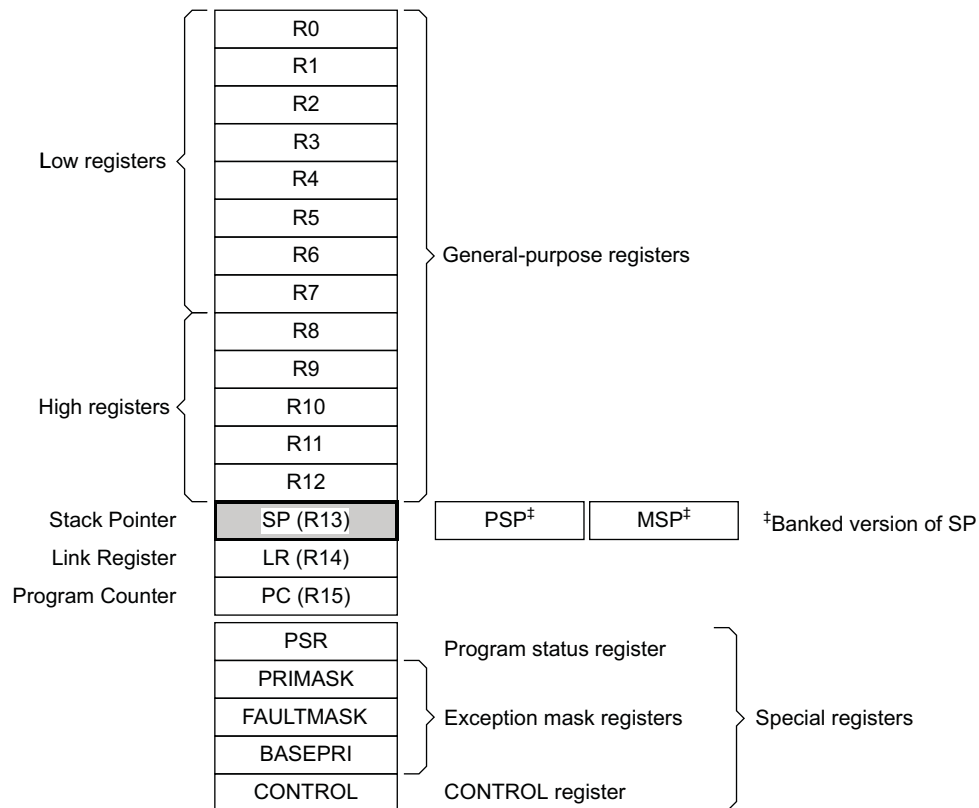 R0
R1
R2
R3
Low registers
R4
R5
R6
General-purpose registers
R7
R8
R9
High registers
R10
R11
R12
Stack Pointer SP (R13) PSP‡ MSP‡ ‡Banked version of SP
Link Register LR (R14)
Program Counter PC (R15)
PSR Program status register
PRIMASK
FAULTMASK Exception mask registers Special registers
BASEPRI
CONTROL CONTROL register